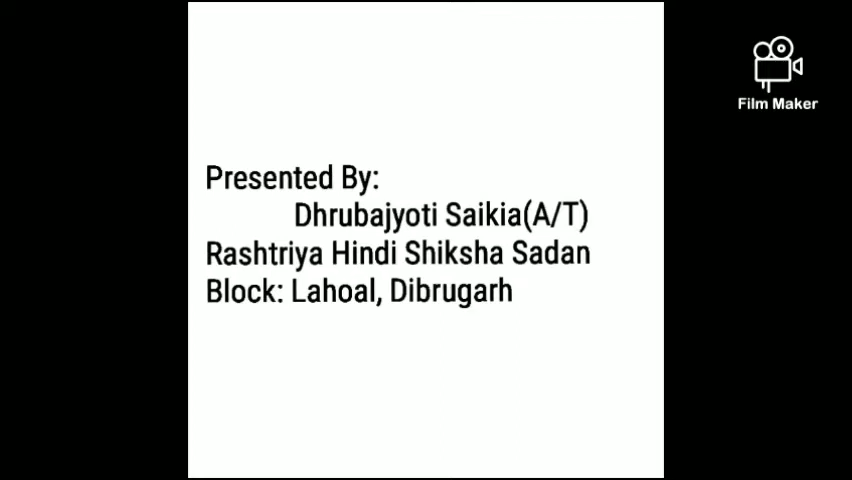 Film Maker
Presented By:
Dhrubajyoti Saikia(A/T)
Rashtriya Hindi Shiksha Sadan
Block: Lahoal, Dibrugarh